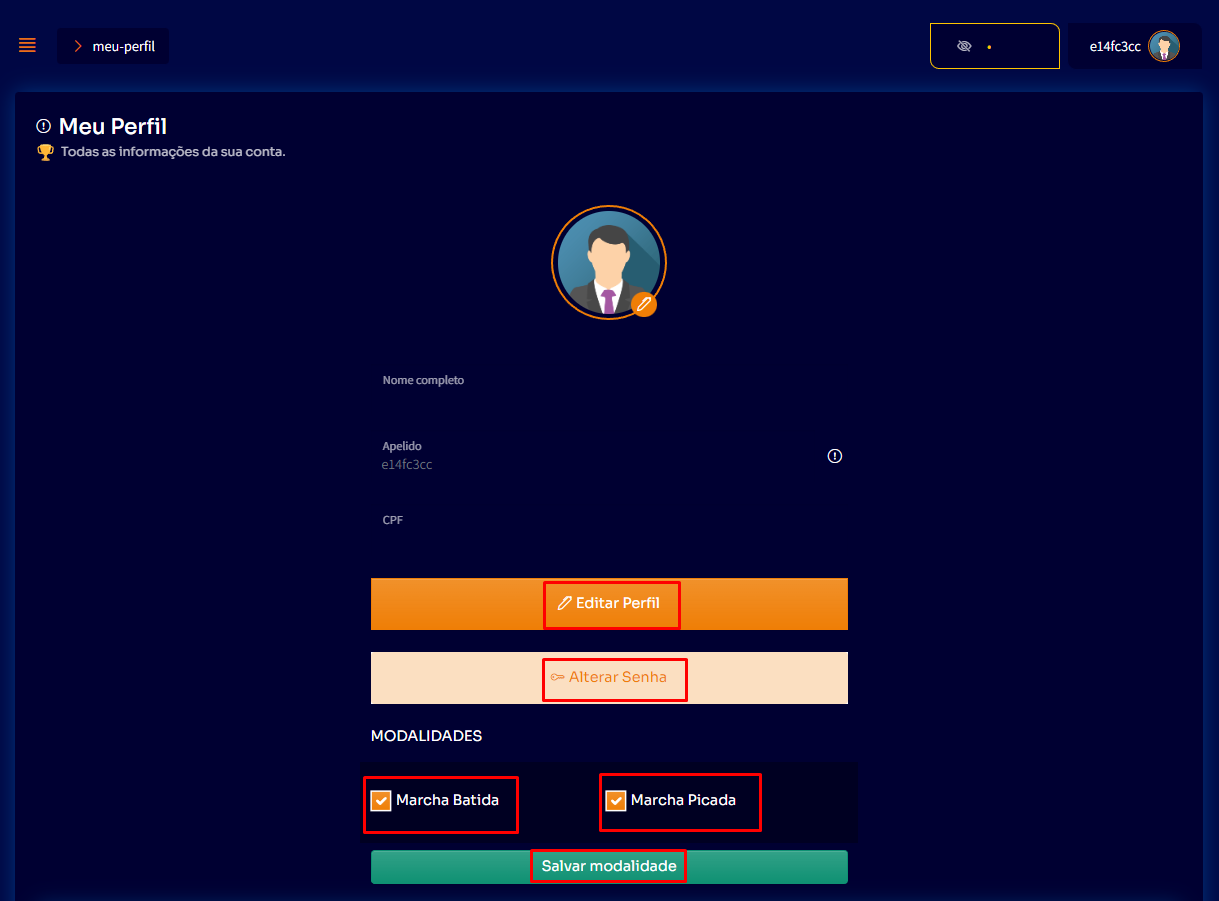 meu-perfil
e14fc3cc
Meu Perfil
Todas as informações da sua conta.
Nome completo
Apelido
e14fc3cc
CPF
Editar Perfil
Alterar Senha
MODALIDADES
Marcha Batida
Marcha Picada
Salvar modalidade